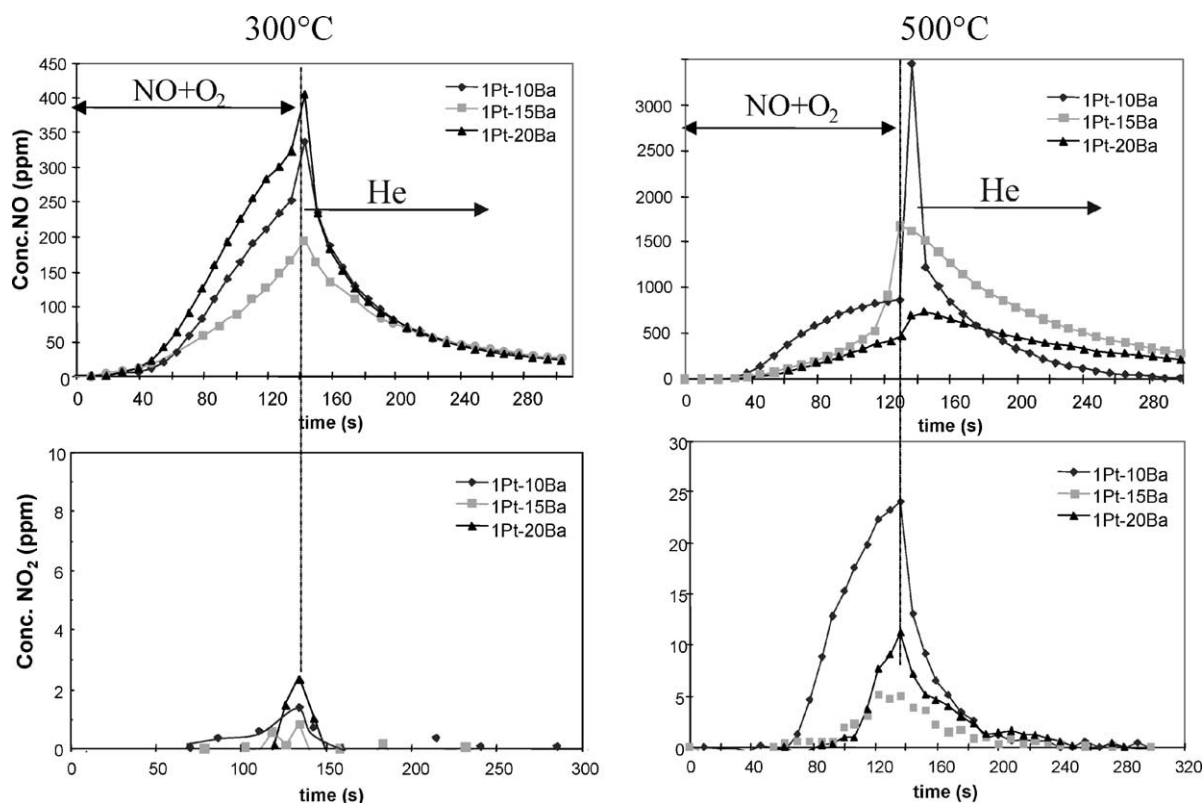 300°C
500°C
Conc.NO (ppm)
450
400
350
300
250
200
150
100
50
0
NO+O2
1Pt-10Ba
1Pt-15Ba
1Pt-20Ba
He
0 40 80 120 160 200 240 280
time (s)
3500
3000
2500
2000
1500
1000
500
0
NO+O2
1Pt-10Ba
1Pt-15Ba
1Pt-20Ba
He
0 40 80 120 160 200 240 280
time (s)
Conc. NO2 (ppm)
10
8
6
4
2
0
1Pt-10Ba
1Pt-15Ba
1Pt-20Ba
0 50 100 150 200 250 300
time (s)
30
25
20
15
10
5
0
1Pt-10Ba
1Pt-15Ba
1Pt-20Ba
0 40 80 120 160 200 240 280 320
time (s)